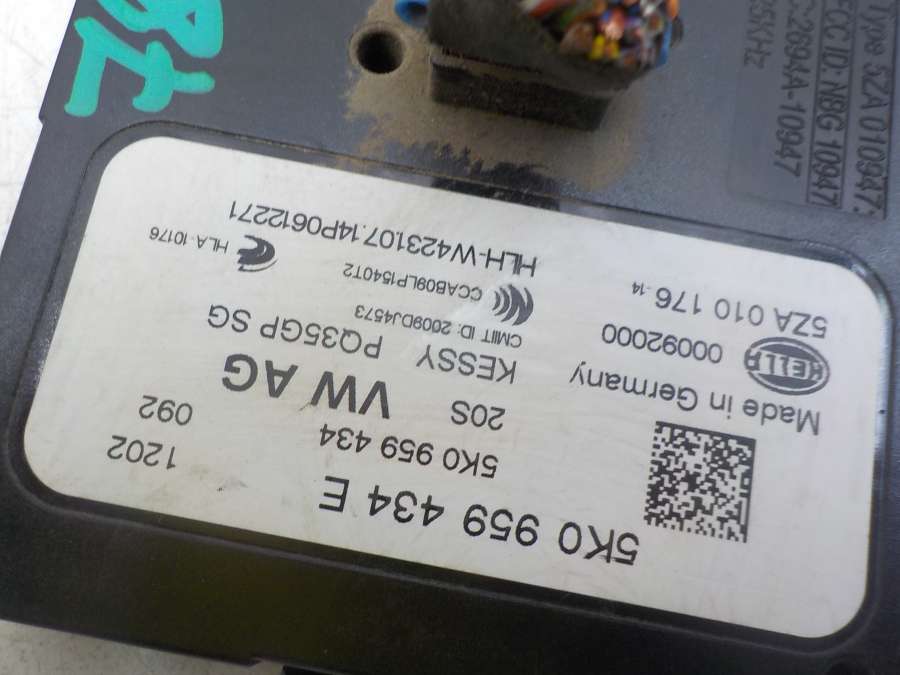 5K0 959 434 E
5K0 959 434
1202
20S
VW AG
092
Made in Germany
KESSY PQ35GP SG
HELLA
00092000
CMIIT ID: 2009DJ4573
CCAB09LP1540T2
HLA-10176
5ZA 010 176 -14
HLH-W423107.14P0612271
Type 5ZA 010947
FCC ID: NBG 10947
2694A-10947
25KHz